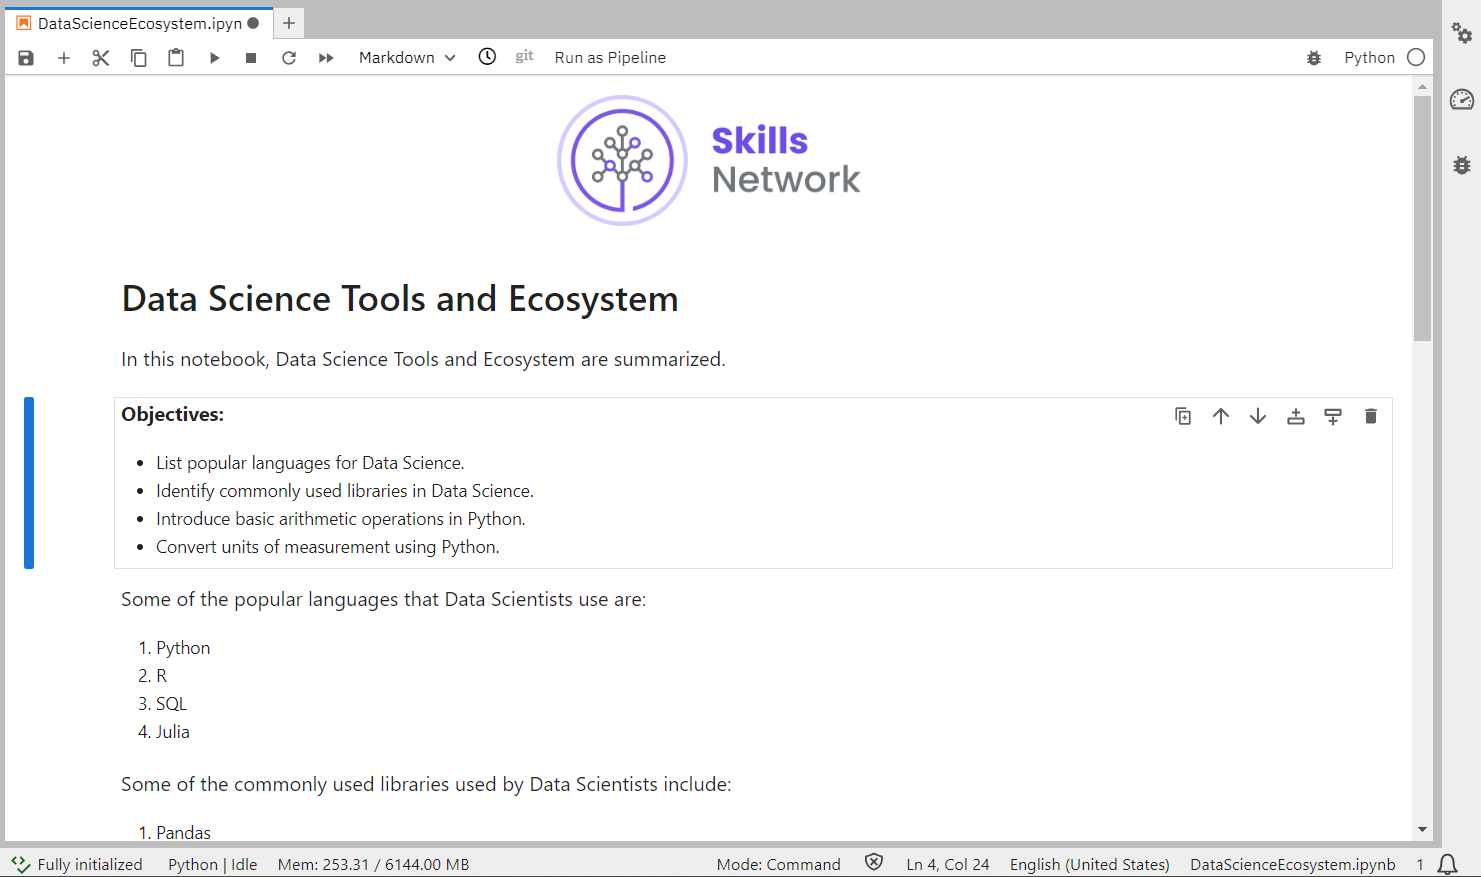 DataScienceEcosystem.ipyn
Markdown
git
Run as Pipeline
Python
Skills
Network
Data Science Tools and Ecosystem
In this notebook, Data Science Tools and Ecosystem are summarized.
Objectives:
• List popular languages for Data Science.
• Identify commonly used libraries in Data Science.
• Introduce basic arithmetic operations in Python.
• Convert units of measurement using Python.
Some of the popular languages that Data Scientists use are:
1. Python
2. R
3. SQL
4. Julia
Some of the commonly used libraries used by Data Scientists include:
1. Pandas
Fully initialized Python | Idle Mem: 253.31 / 6144.00 MB Mode: Command Ln 4, Col 24 English (United States) DataScienceEcosystem.ipynb 1